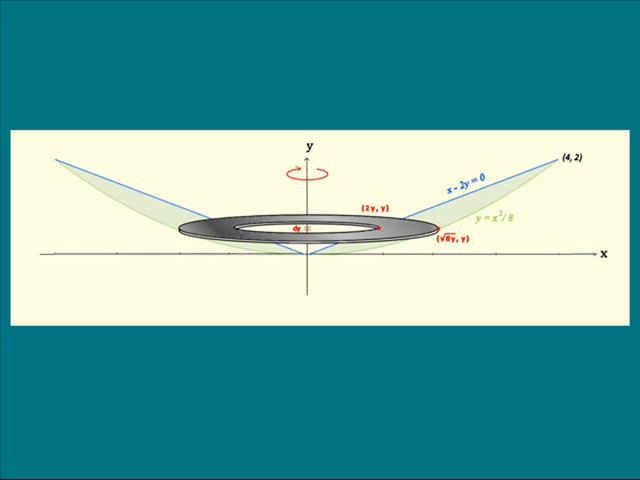 y
(4, 2)
x - 2y = 0
(2y, y)
y = x²/8
dy
(√8y, y)
x